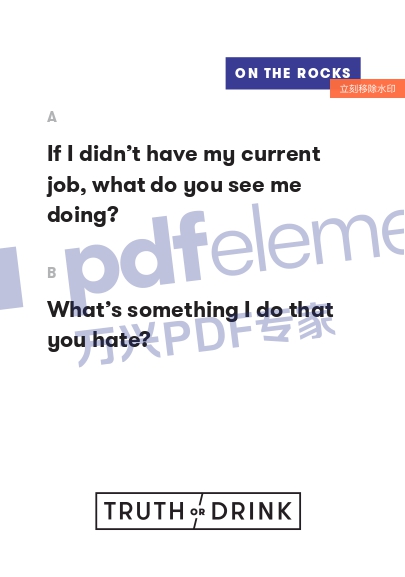 ON THE ROCKS
立刻移除水印
A
If I didn’t have my current
job, what do you see me
doing?
pdfeleme
B
What’s something I do that
you hate?
万兴PDF专家
TRUTH OR DRINK